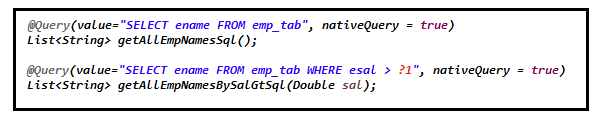 @Query(value="SELECT ename FROM emp_tab", nativeQuery = true)
List<String> getAllEmpNamesSql();
@Query(value="SELECT ename FROM emp_tab WHERE esal > ?1", nativeQuery = true)
List<String> getAllEmpNamesBySalGtSql(Double sal);